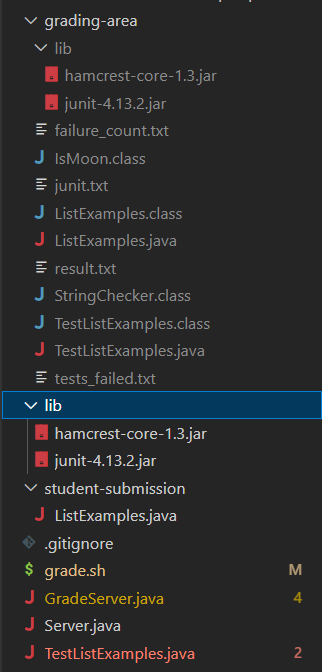 grading-area
lib
hamcrest-core-1.3.jar
junit-4.13.2.jar
failure_count.txt
IsMoon.class
junit.txt
ListExamples.class
ListExamples.java
result.txt
StringChecker.class
TestListExamples.class
TestListExamples.java
tests_failed.txt
lib
hamcrest-core-1.3.jar
junit-4.13.2.jar
student-submission
ListExamples.java
.gitignore
grade.sh M
GradeServer.java 4
Server.java
TestListExamples.java 2